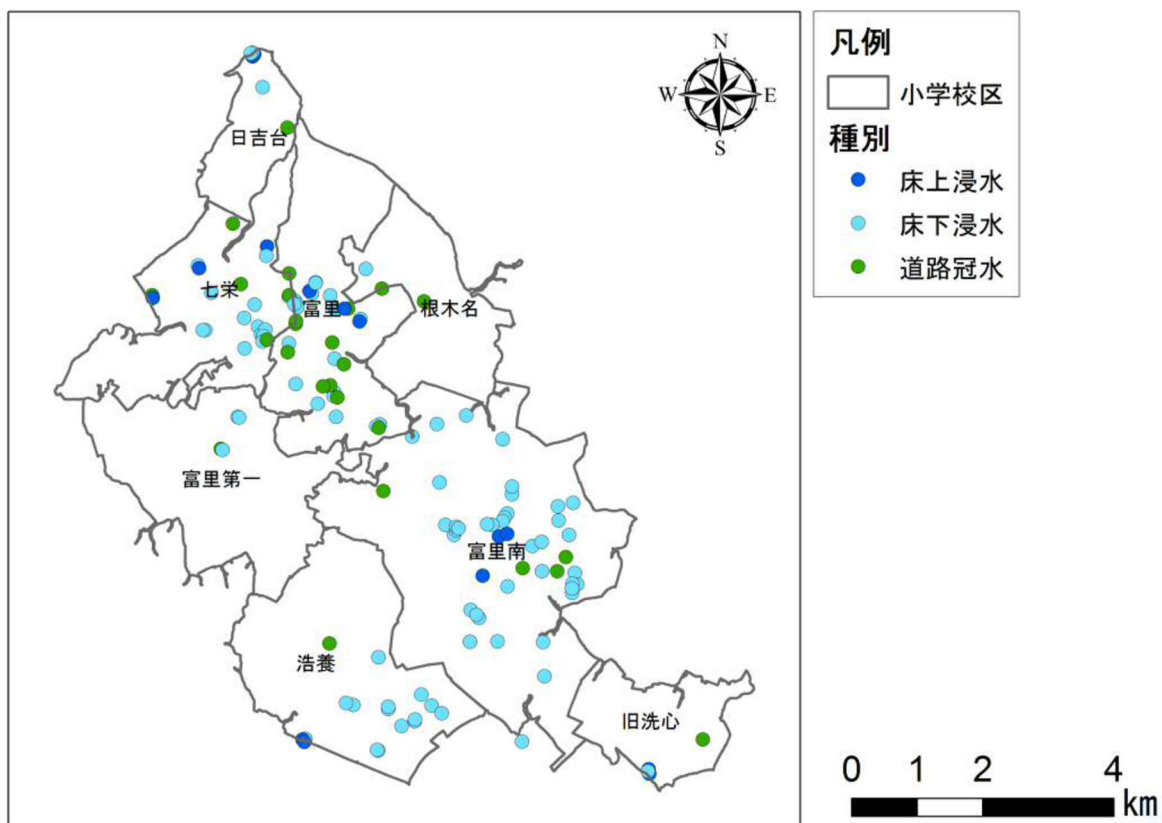 N
W
E
S
日吉台
七栄
富里
根木名
富里第一
富里南
浩養
旧洗心
凡例
小学校区
種別
床上浸水
床下浸水
道路冠水
0 1 2 4
km